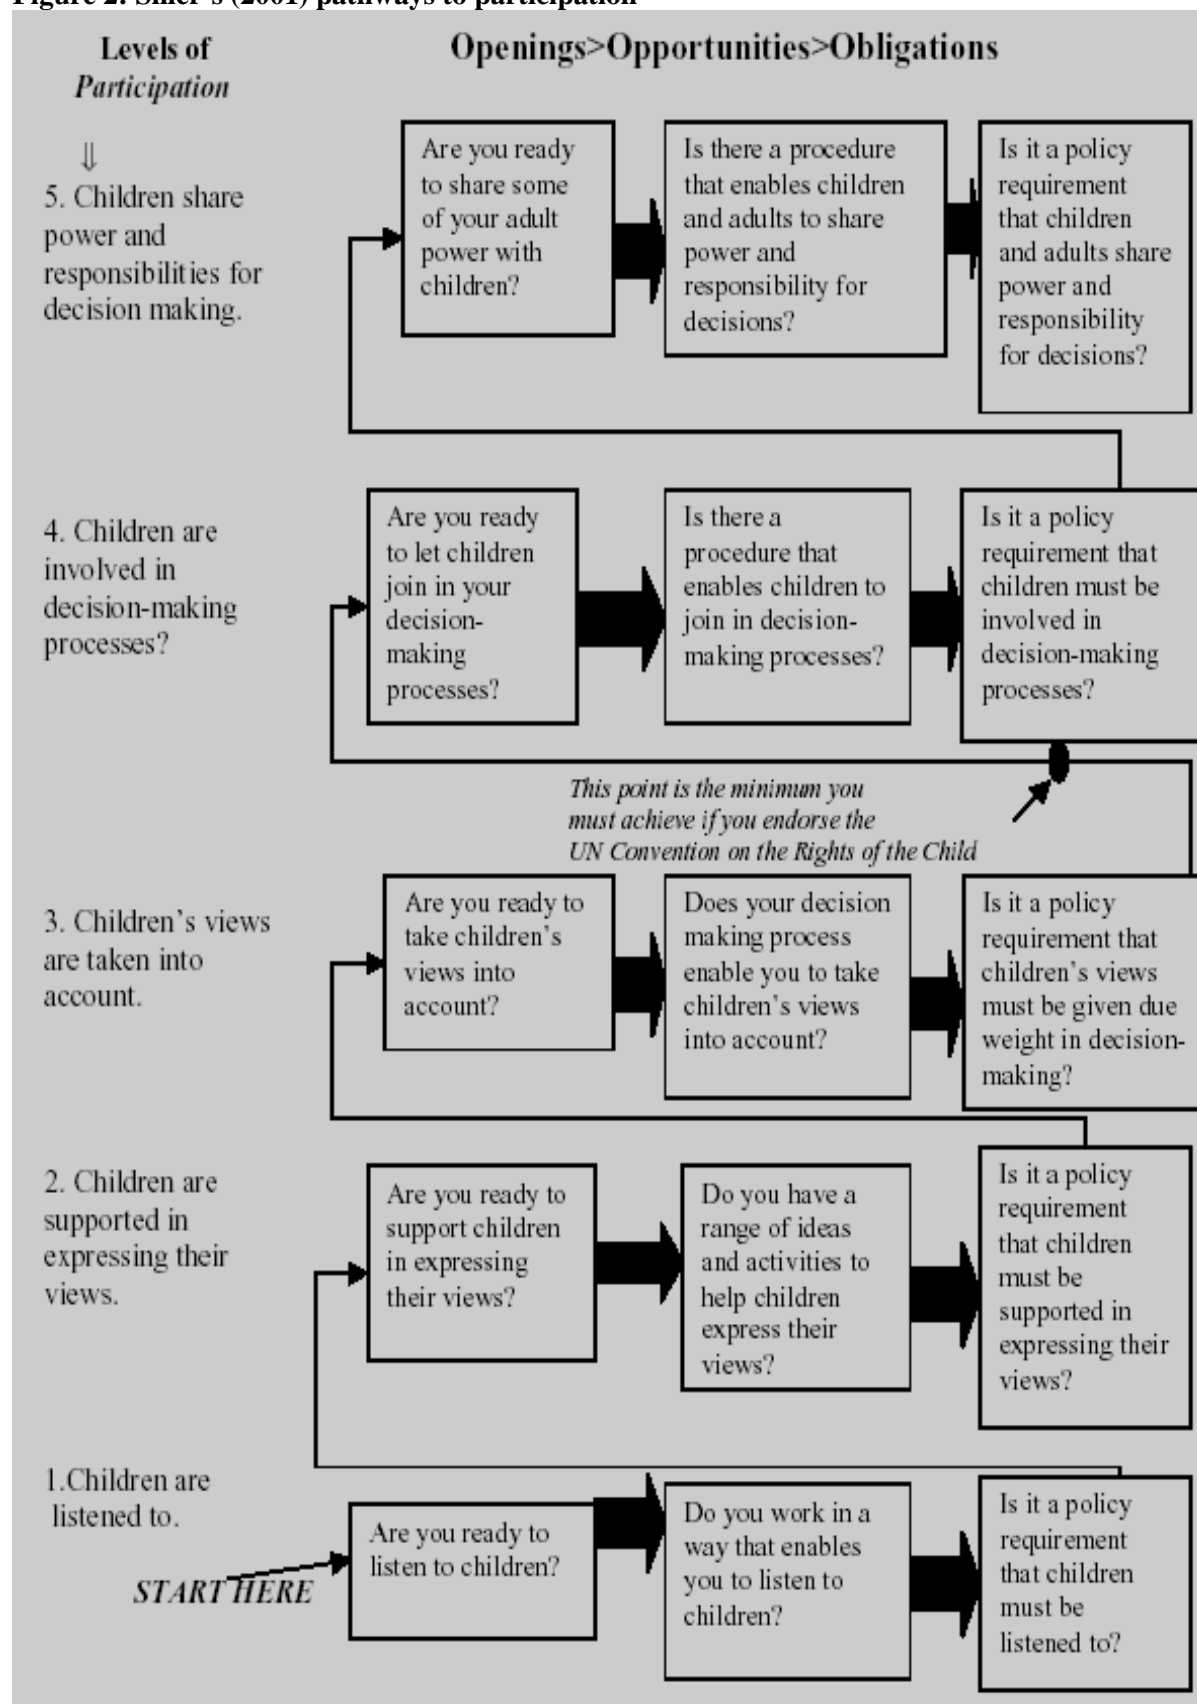 Figure 2: Shier's (2001) pathways to participation
Levels of
Participation
Openings>Opportunities>Obligations
⇓
5. Children share
power and
responsibilities for
decision making.
Are you ready
to share some
of your adult
power with
children?
Is there a procedure
that enables children
and adults to share
power and
responsibility for
decisions?
Is it a policy
requirement
that children
and adults share
power and
responsibility
for decisions?
4. Children are
involved in
decision-making
processes?
Are you ready
to let children
join in your
decision-
making
processes?
Is there a
procedure that
enables children to
join in decision-
making processes?
Is it a policy
requirement that
children must be
involved in
decision-making
processes?
This point is the minimum you
must achieve if you endorse the
UN Convention on the Rights of the Child
3. Children's views
are taken into
account.
Are you ready to
take children's
views into
account?
Does your decision
making process
enable you to take
children's views
into account?
Is it a policy
requirement that
children's views
must be given due
weight in decision-
making?
2. Children are
supported in
expressing their
views.
Are you ready to
support children
in expressing
their views?
Do you have a
range of ideas
and activities to
help children
express their
views?
Is it a policy
requirement
that children
must be
supported in
expressing their
views?
1.Children are
listened to.
START HERE
Are you ready to
listen to children?
Do you work in a
way that enables
you to listen to
children?
Is it a policy
requirement
that children
must be
listened to?